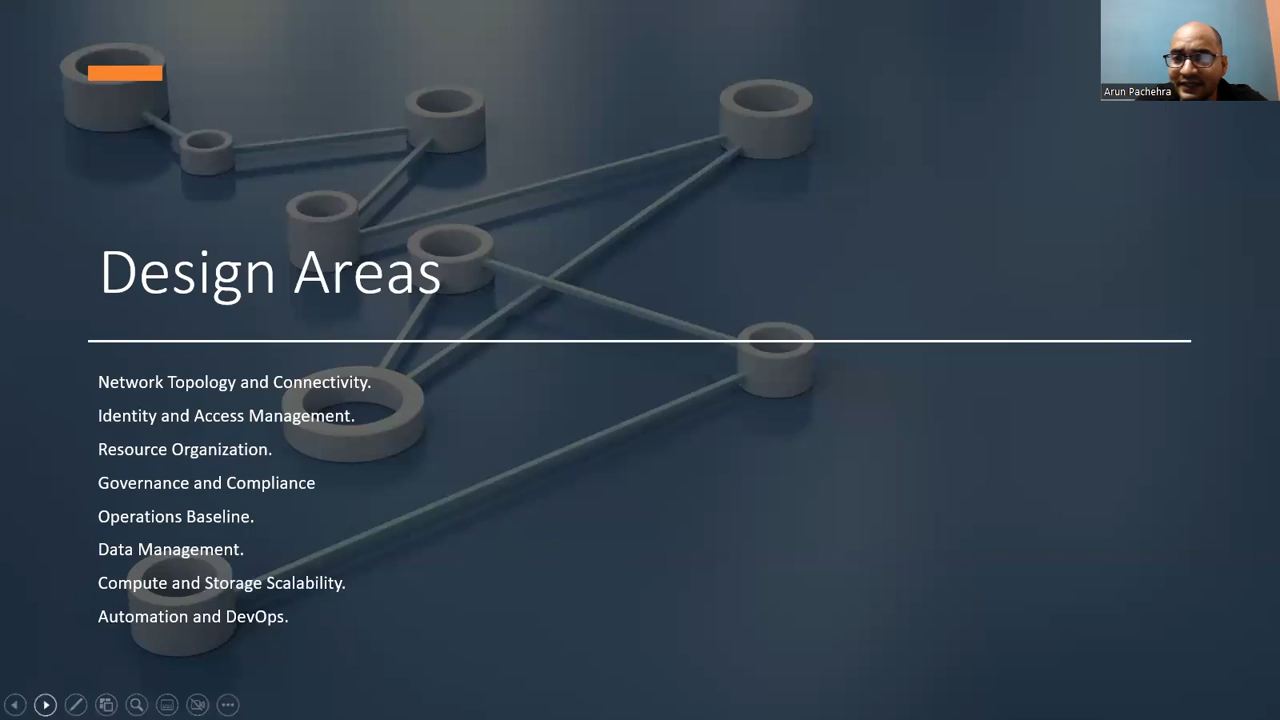 Arun Pachehra
Design Areas
Network Topology and Connectivity.
Identity and Access Management.
Resource Organization.
Governance and Compliance
Operations Baseline.
Data Management.
Compute and Storage Scalability.
Automation and DevOps.